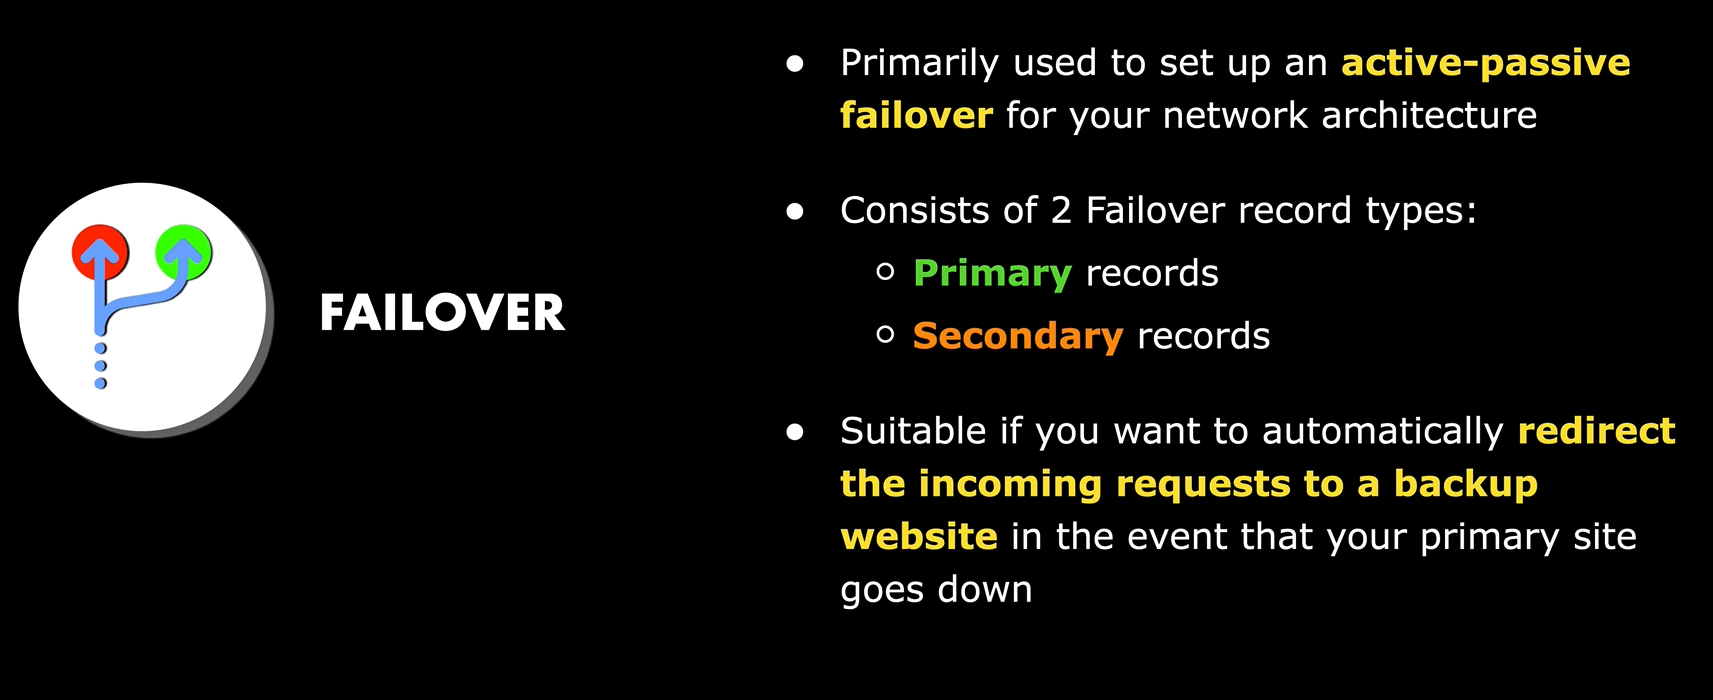 FAILOVER
● Primarily used to set up an active-passive
failover for your network architecture
● Consists of 2 Failover record types:
○ Primary records
○ Secondary records
● Suitable if you want to automatically redirect
the incoming requests to a backup
website in the event that your primary site
goes down